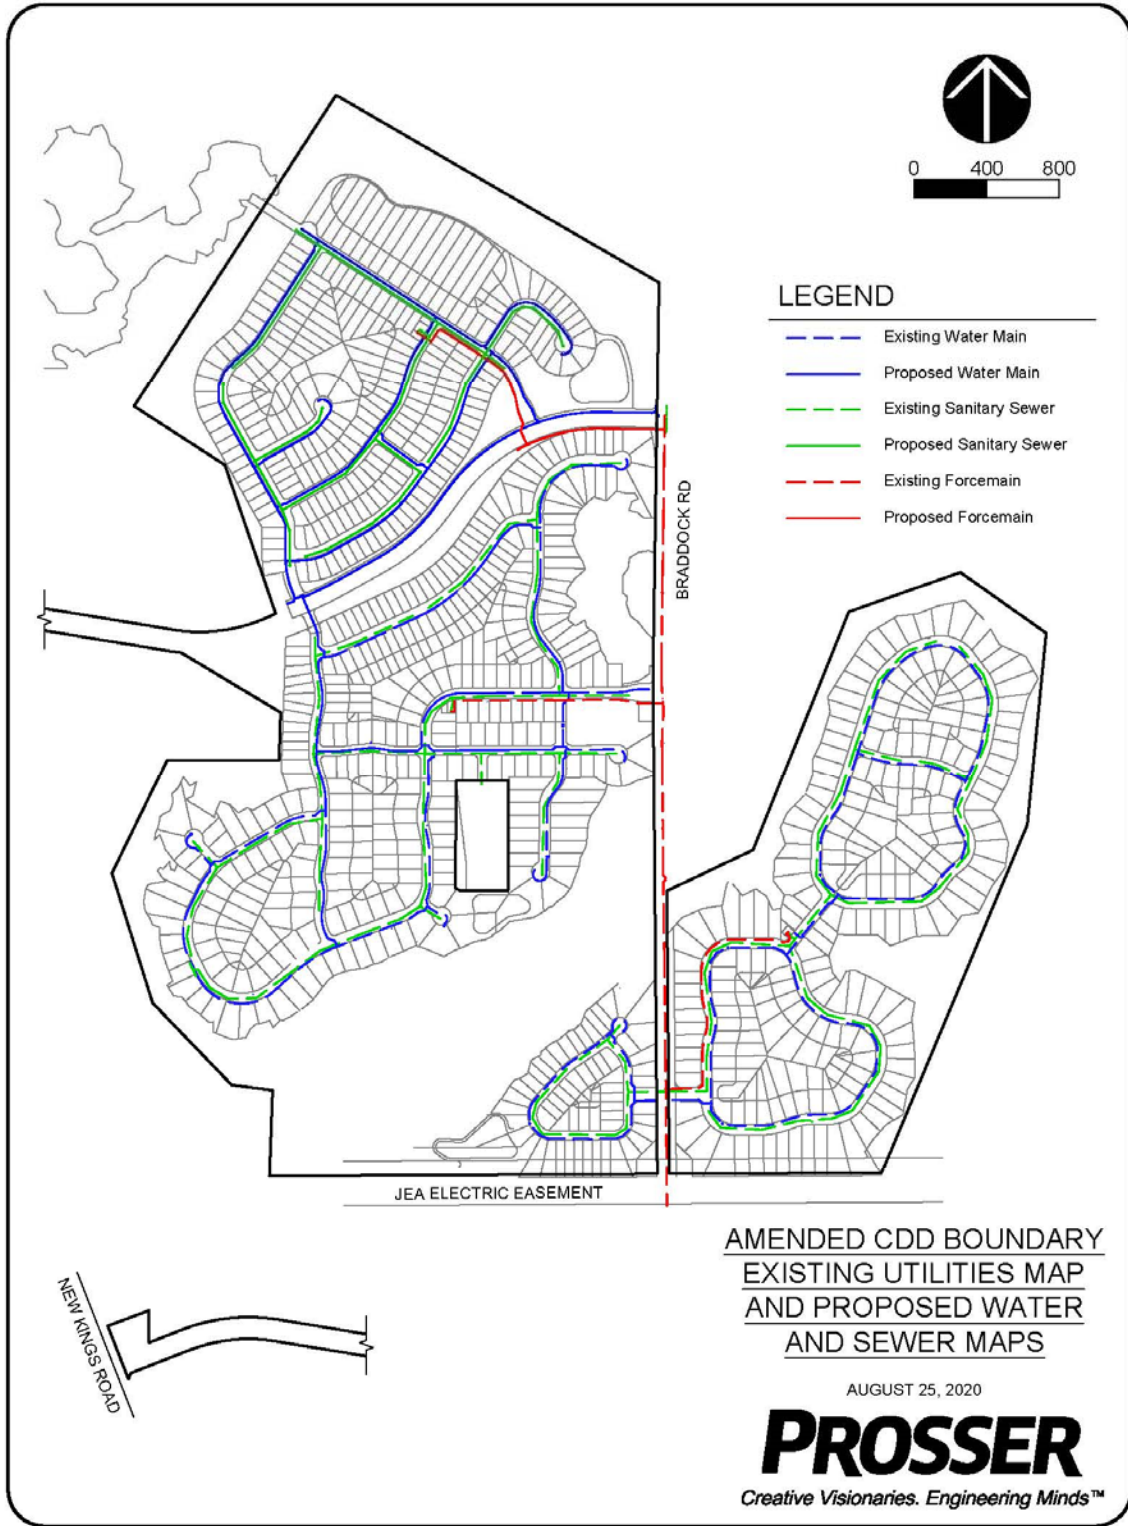 0 400 800
LEGEND
Existing Water Main
Proposed Water Main
Existing Sanitary Sewer
Proposed Sanitary Sewer
Existing Forcemain
Proposed Forcemain
BRADDOCK RD
JEA ELECTRIC EASEMENT
NEW KINGS ROAD
AMENDED CDD BOUNDARY
EXISTING UTILITIES MAP
AND PROPOSED WATER
AND SEWER MAPS
AUGUST 25, 2020
PROSSER
Creative Visionaries. Engineering Minds™